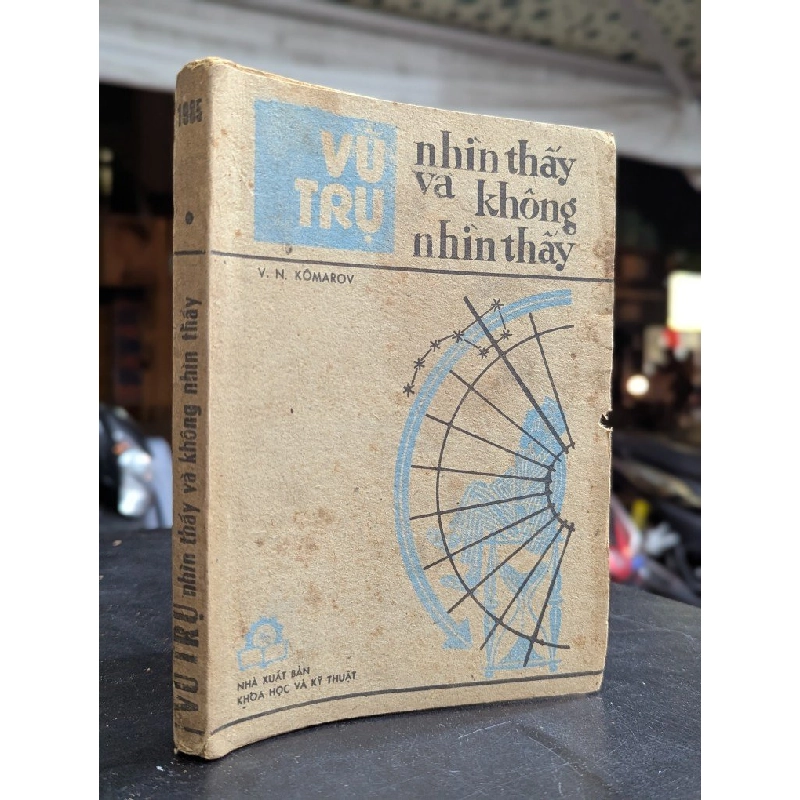 VŨ
TRỤ
nhìn thấy
và không
nhìn thấy
V. N. KÔMAROV
NHÀ XUẤT BẢN
KHOA HỌC VÀ KỸ THUẬT
VŨ TRỤ nhìn thấy và không nhìn thấy • 1985